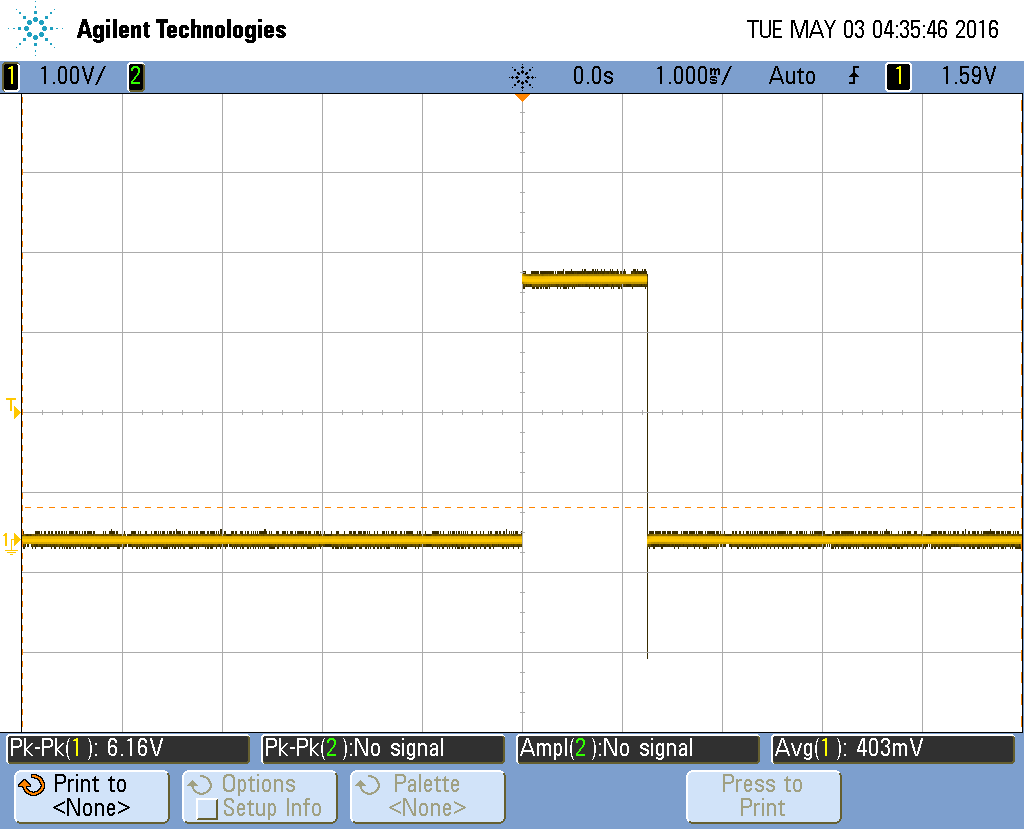 Agilent Technologies TUE MAY 03 04:35:46 2016
1 1.00V/ 2 0.0s 1.000ms/ Auto 1 1.59V
T
1
Pk-Pk(1): 6.16V Pk-Pk(2):No signal Ampl(2):No signal Avg(1): 403mV
Print to Options Palette Press to
<None> Setup Info <None> Print